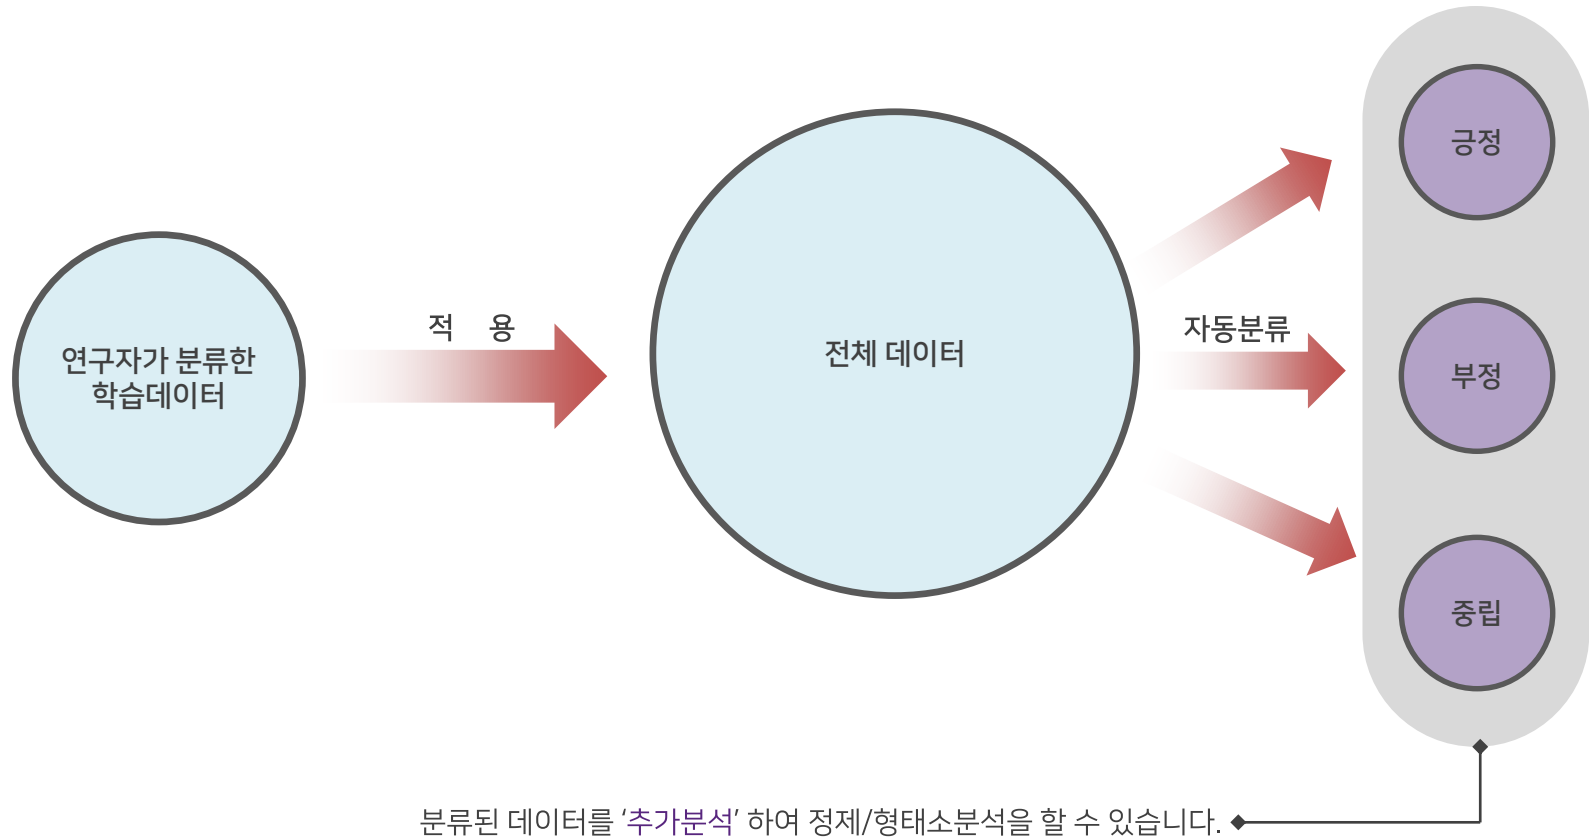 연구자가 분류한
학습데이터
적 용
전체 데이터
자동분류
긍정
부정
중립
분류된 데이터를 ‘추가분석’ 하여 정제/형태소분석을 할 수 있습니다.